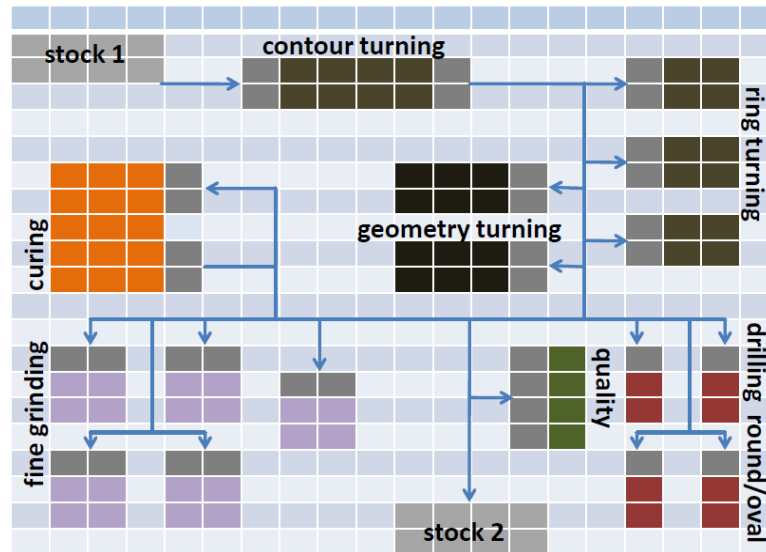 stock 1
contour turning
ring turning
curing
geometry turning
fine grinding
quality
drilling round/oval
stock 2